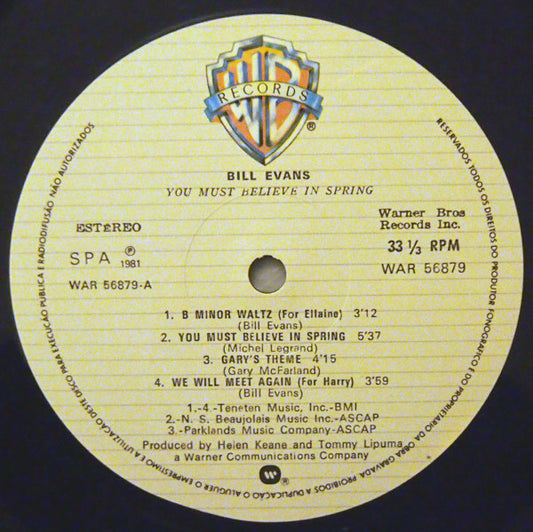 WB
RECORDS
®
BILL EVANS
YOU MUST BELIEVE IN SPRING
ESTÉREO
Warner Bros
Records Inc.
SPA ℗
1981
33 1/3 RPM
WAR 56879-A
WAR 56879
1. B MINOR WALTZ (For Ellaine) 3'12
(Bill Evans)
2. YOU MUST BELIEVE IN SPRING 5'37
(Michel Legrand)
3. GARY'S THEME 4'15
(Gary McFarland)
4. WE WILL MEET AGAIN (For Harry) 3'59
(Bill Evans)
1.-4.-Teneten Music, Inc.-BMI
2.-N. S. Beaujolais Music Inc.-ASCAP
3.-Parklands Music Company-ASCAP
Produced by Helen Keane and Tommy Lipuma
a Warner Communications Company
W ®
RESERVADOS TODOS OS DIREITOS DO PRODUTOR FONOGRÁFICO E DO PROPRIETÁRIO DA OBRA GRAVADA PROIBIDOS A DUPLICAÇÃO O ALUGUER O EMPRÉSTIMO E A UTILIZAÇÃO DESTE DISCO PARA EXECUÇÃO PÚBLICA E RADIODIFUSÃO NÃO AUTORIZADOS